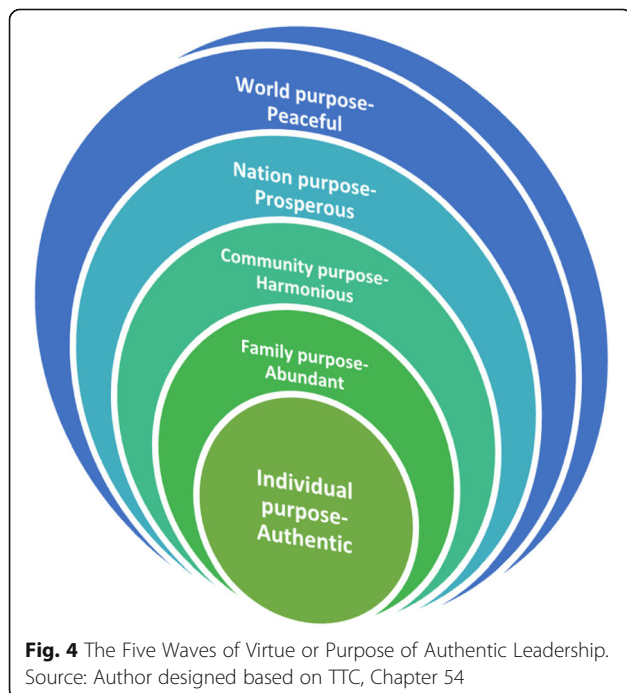 World purpose-
Peaceful
Nation purpose-
Prosperous
Community purpose-
Harmonious
Family purpose-
Abundant
Individual
purpose-
Authentic
Fig. 4 The Five Waves of Virtue or Purpose of Authentic Leadership.
Source: Author designed based on TTC, Chapter 54